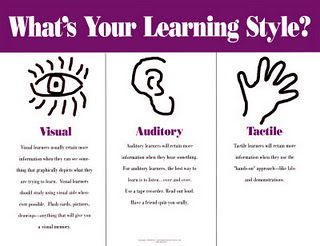 What's Your Learning Style?
Visual
Visual learners usually retain more
information when they can see some-
thing that graphically depicts what they
are trying to learn. Visual learners
should study using visual aids when-
ever possible. Flash cards, pictures,
drawings—anything that will give you
a visual memory.
Auditory
Auditory learners will retain more
information when they hear something.
For auditory learners, the best way to
learn is to listen...over and over.
Use a tape recorder. Read out loud.
Have a friend quiz you orally.
Tactile
Tactile learners will retain more
information when they use the
"hands-on" approach—like labs
and demonstrations.